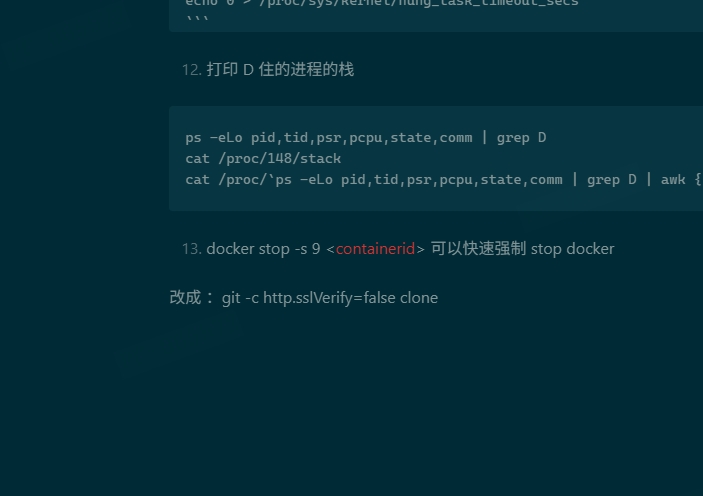 echo 0 > /proc/sys/kernel/hung_task_timeout_secs
```
12. 打印 D 住的进程的栈
ps -eLo pid,tid,psr,pcpu,state,comm | grep D
cat /proc/148/stack
cat /proc/`ps -eLo pid,tid,psr,pcpu,state,comm | grep D | awk {
13. docker stop -s 9 <containerid> 可以快速强制 stop docker
改成： git -c http.sslVerify=false clone